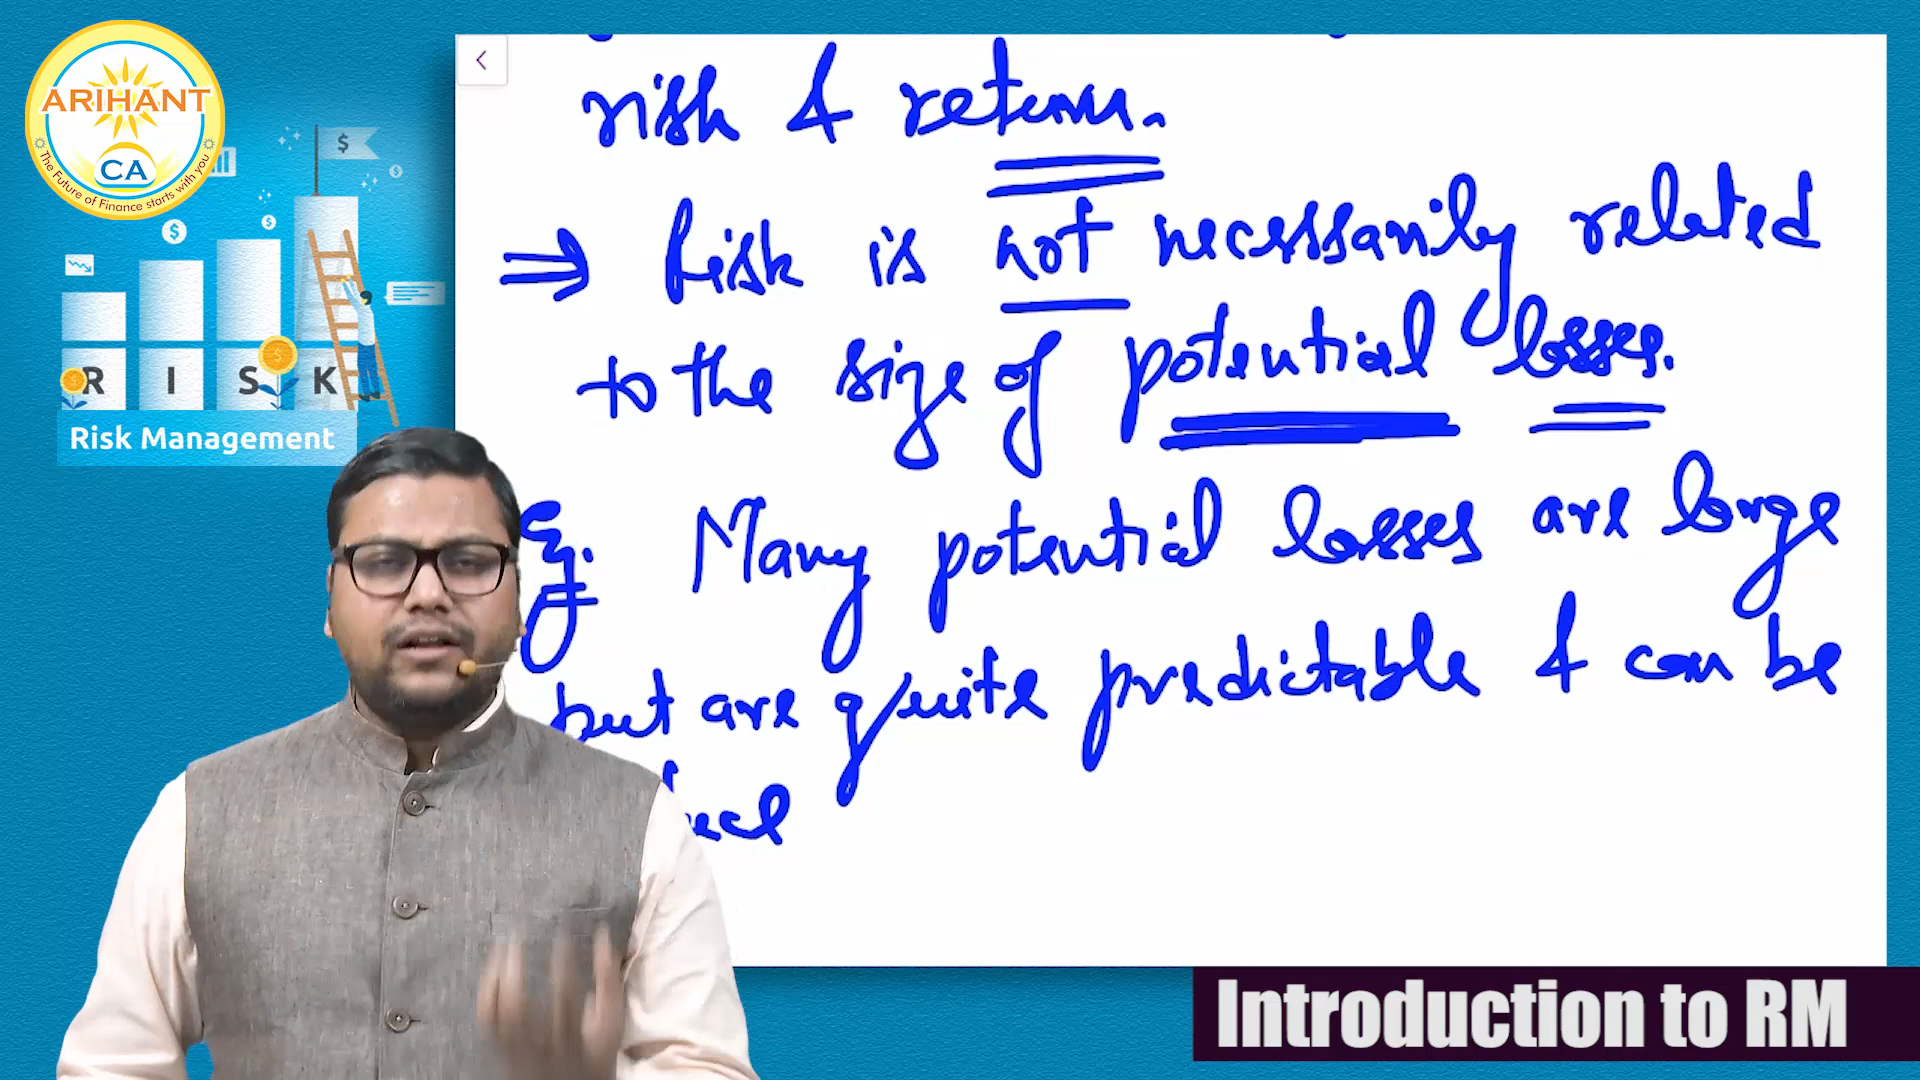 ARIHANT
CA
The Future of Finance starts with you
$
$
$
$
$
R I S K
Risk Management
risk & return.
⇒ Risk is not necessarily related
to the size of potential losses.
Eg. Many potential losses are large
but are quite predictable & can be
Introduction to RM